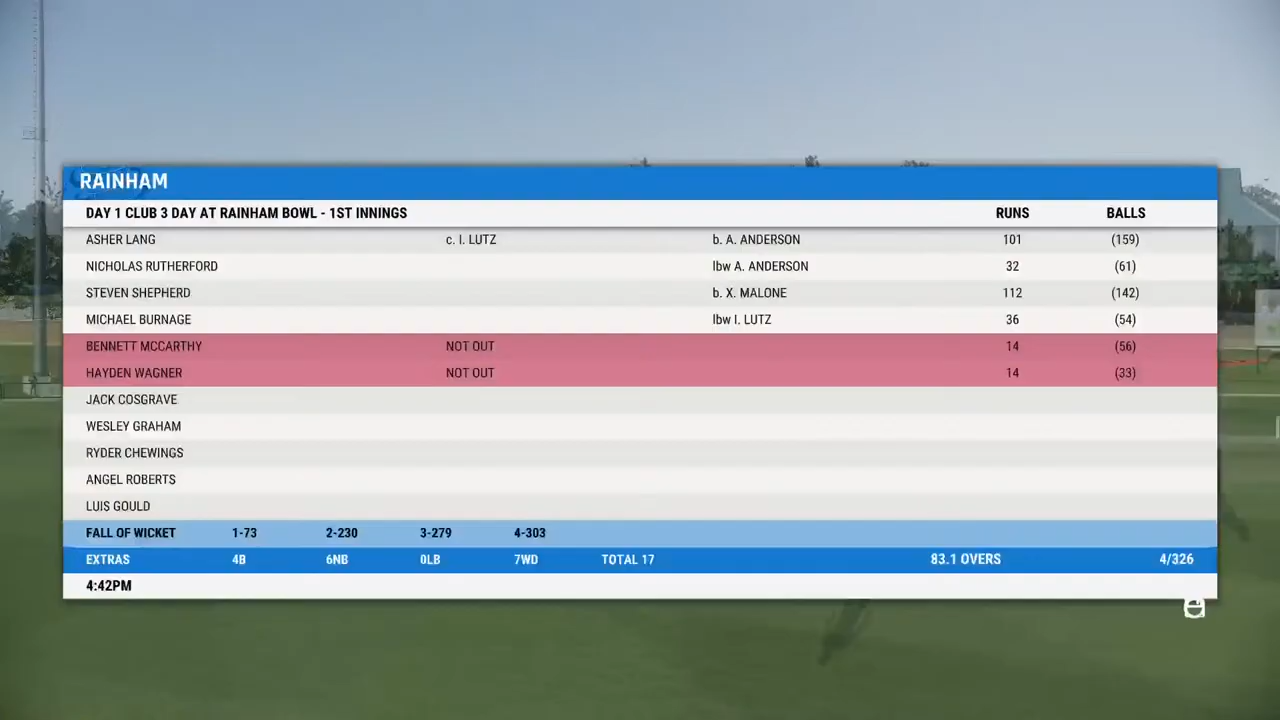 RAINHAM
DAY 1 CLUB 3 DAY AT RAINHAM BOWL - 1ST INNINGS RUNS BALLS
ASHER LANG c. I. LUTZ b. A. ANDERSON 101 (159)
NICHOLAS RUTHERFORD lbw A. ANDERSON 32 (61)
STEVEN SHEPHERD b. X. MALONE 112 (142)
MICHAEL BURNAGE lbw I. LUTZ 36 (54)
BENNETT MCCARTHY NOT OUT 14 (56)
HAYDEN WAGNER NOT OUT 14 (33)
JACK COSGRAVE
WESLEY GRAHAM
RYDER CHEWINGS
ANGEL ROBERTS
LUIS GOULD
FALL OF WICKET 1-73 2-230 3-279 4-303
EXTRAS 4B 6NB 0LB 7WD TOTAL 17 83.1 OVERS 4/326
4:42PM